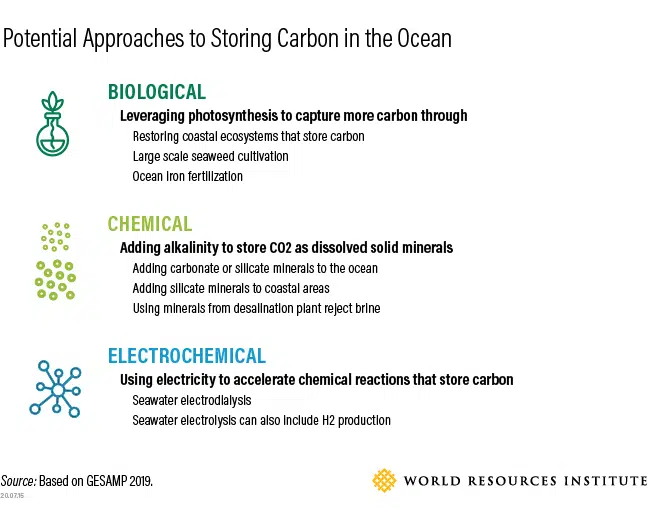 Potential Approaches to Storing Carbon in the Ocean
BIOLOGICAL
Leveraging photosynthesis to capture more carbon through
Restoring coastal ecosystems that store carbon
Large scale seaweed cultivation
Ocean iron fertilization
CHEMICAL
Adding alkalinity to store CO2 as dissolved solid minerals
Adding carbonate or silicate minerals to the ocean
Adding silicate minerals to coastal areas
Using minerals from desalination plant reject brine
ELECTROCHEMICAL
Using electricity to accelerate chemical reactions that store carbon
Seawater electrodialysis
Seawater electrolysis can also include H2 production
Source: Based on GESAMP 2019.
20.07.15
WORLD RESOURCES INSTITUTE